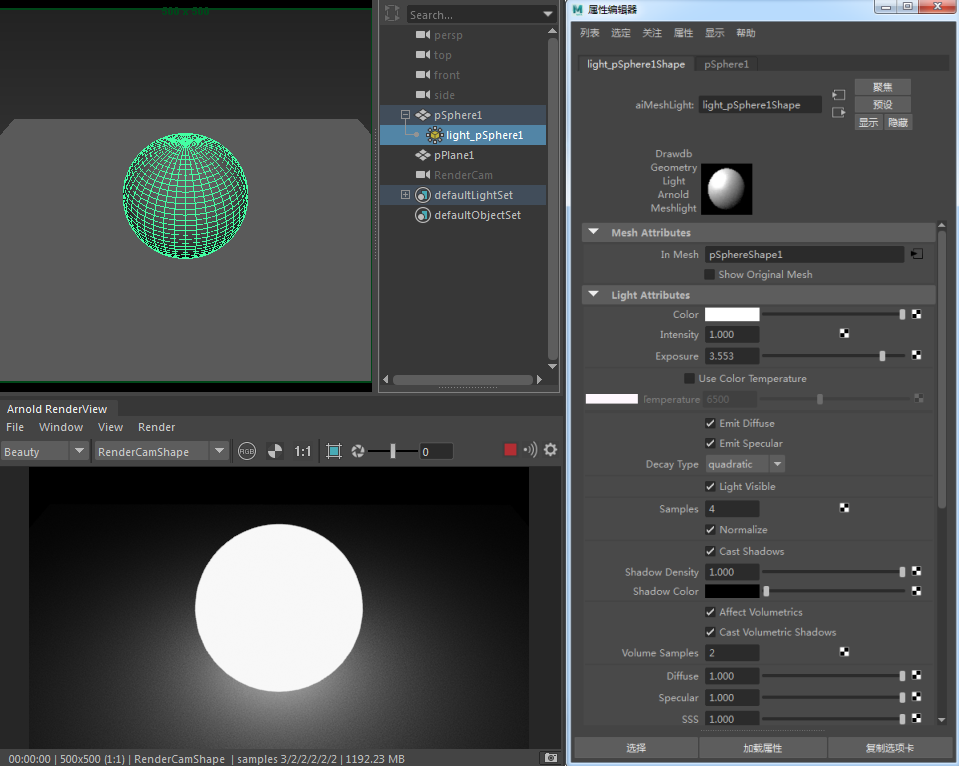 500 x 500
Search...
persp
top
front
side
pSphere1
light_pSphere1
pPlane1
RenderCam
defaultLightSet
defaultObjectSet
Arnold RenderView
File Window View Render
Beauty RenderCamShape RGB 1:1 0
00:00:00 | 500x500 (1:1) | RenderCamShape | samples 3/2/2/2/2/2 | 1192.23 MB
属性编辑器
列表 选定 关注 属性 显示 帮助
light_pSphere1Shape pSphere1
聚焦
aiMeshLight: light_pSphere1Shape 预设
显示 隐藏
Drawdb
Geometry
Light
Arnold
Meshlight
Mesh Attributes
In Mesh pSphereShape1
Show Original Mesh
Light Attributes
Color
Intensity 1.000
Exposure 3.553
Use Color Temperature
Temperature 6500
Emit Diffuse
Emit Specular
Decay Type quadratic
Light Visible
Samples 4
Normalize
Cast Shadows
Shadow Density 1.000
Shadow Color
Affect Volumetrics
Cast Volumetric Shadows
Volume Samples 2
Diffuse 1.000
Specular 1.000
SSS 1.000
选择 加载属性 复制选项卡